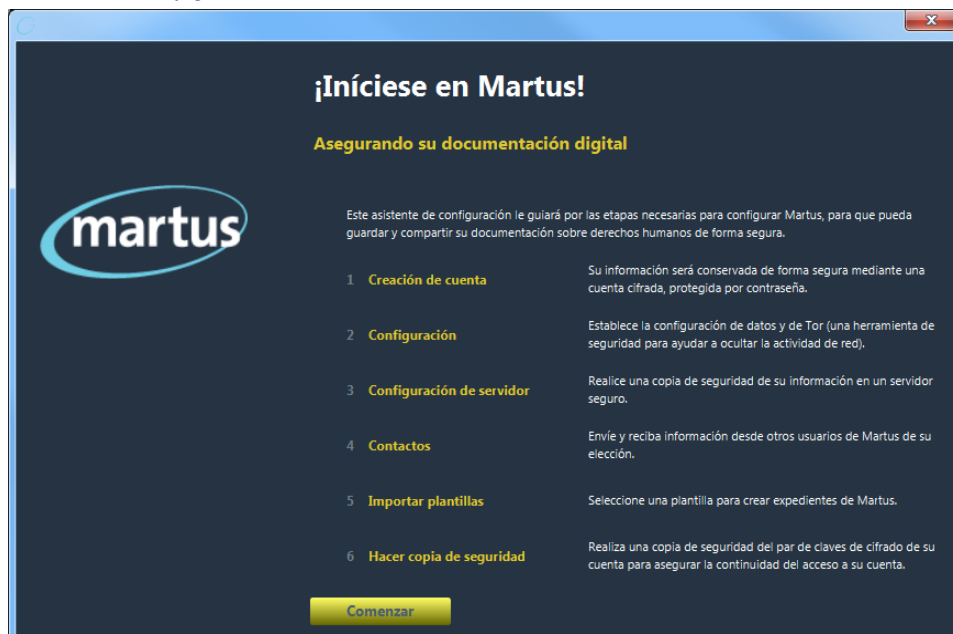 ¡Iníciese en Martus!
Asegurando su documentación digital
martus
Este asistente de configuración le guiará por las etapas necesarias para configurar Martus, para que pueda
guardar y compartir su documentación sobre derechos humanos de forma segura.
1 Creación de cuenta
Su información será conservada de forma segura mediante una
cuenta cifrada, protegida por contraseña.
2 Configuración
Establece la configuración de datos y de Tor (una herramienta de
seguridad para ayudar a ocultar la actividad de red).
3 Configuración de servidor
Realice una copia de seguridad de su información en un servidor
seguro.
4 Contactos
Envíe y reciba información desde otros usuarios de Martus de su
elección.
5 Importar plantillas
Seleccione una plantilla para crear expedientes de Martus.
6 Hacer copia de seguridad
Realiza una copia de seguridad del par de claves de cifrado de su
cuenta para asegurar la continuidad del acceso a su cuenta.
Comenzar